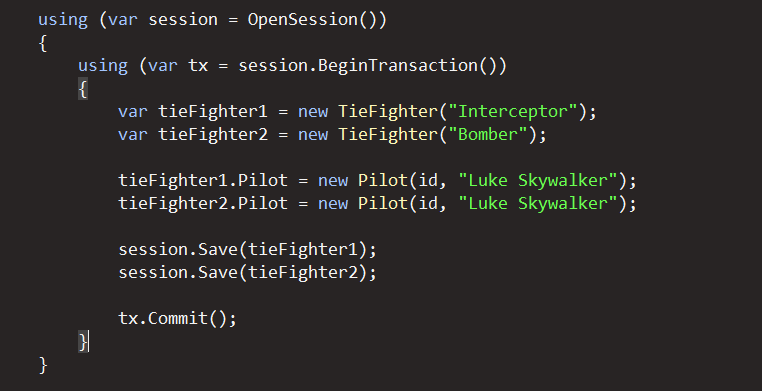 using (var session = OpenSession())
{
using (var tx = session.BeginTransaction())
{
var tieFighter1 = new TieFighter("Interceptor");
var tieFighter2 = new TieFighter("Bomber");
tieFighter1.Pilot = new Pilot(id, "Luke Skywalker");
tieFighter2.Pilot = new Pilot(id, "Luke Skywalker");
session.Save(tieFighter1);
session.Save(tieFighter2);
tx.Commit();
}
}